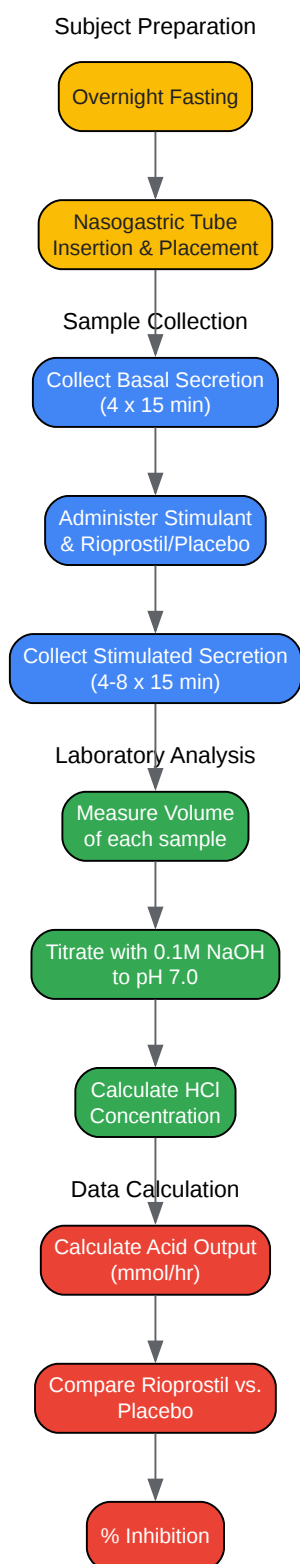 Subject Preparation
Overnight Fasting
Nasogastric Tube
Insertion & Placement
Sample Collection
Collect Basal Secretion
(4 x 15 min)
Administer Stimulant
& Rioprostil/Placebo
Collect Stimulated Secretion
(4-8 x 15 min)
Laboratory Analysis
Measure Volume
of each sample
Titrate with 0.1M NaOH
to pH 7.0
Calculate HCl
Concentration
Data Calculation
Calculate Acid Output
(mmol/hr)
Compare Rioprostil vs.
Placebo
% Inhibition